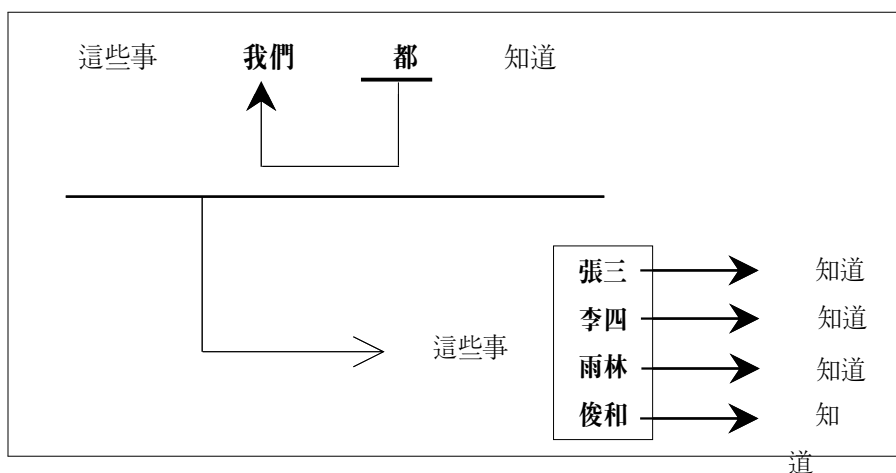 這些事 我們 都 知道
張三 知道
李四 知道
這些事
雨林 知道
俊和 知
道